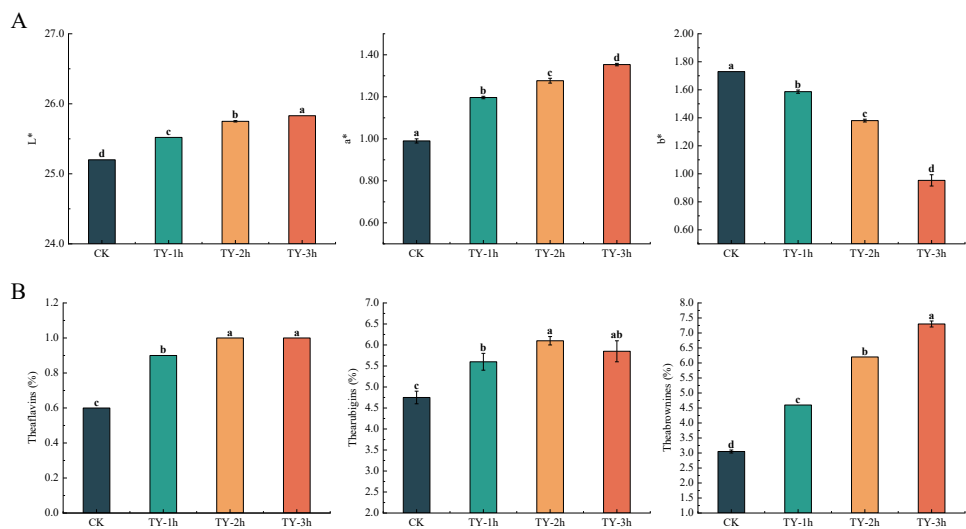 A
L*
27.0
26.0
25.0
24.0
d
c
b
a
CK
TY-1h
TY-2h
TY-3h
a*
1.40
1.20
1.00
0.80
0.60
a
b
c
d
CK
TY-1h
TY-2h
TY-3h
b*
2.00
1.80
1.60
1.40
1.20
1.00
0.80
0.60
a
b
c
d
CK
TY-1h
TY-2h
TY-3h
B
Theaflavins (%)
1.2
1.0
0.8
0.6
0.4
0.2
0.0
c
b
a
a
CK
TY-1h
TY-2h
TY-3h
Thearubigins (%)
7.0
6.5
6.0
5.5
5.0
4.5
4.0
3.5
3.0
2.5
2.0
c
b
a
ab
CK
TY-1h
TY-2h
TY-3h
Theabrownines (%)
8.0
7.5
7.0
6.5
6.0
5.5
5.0
4.5
4.0
3.5
3.0
2.5
2.0
1.5
1.0
d
c
b
a
CK
TY-1h
TY-2h
TY-3h